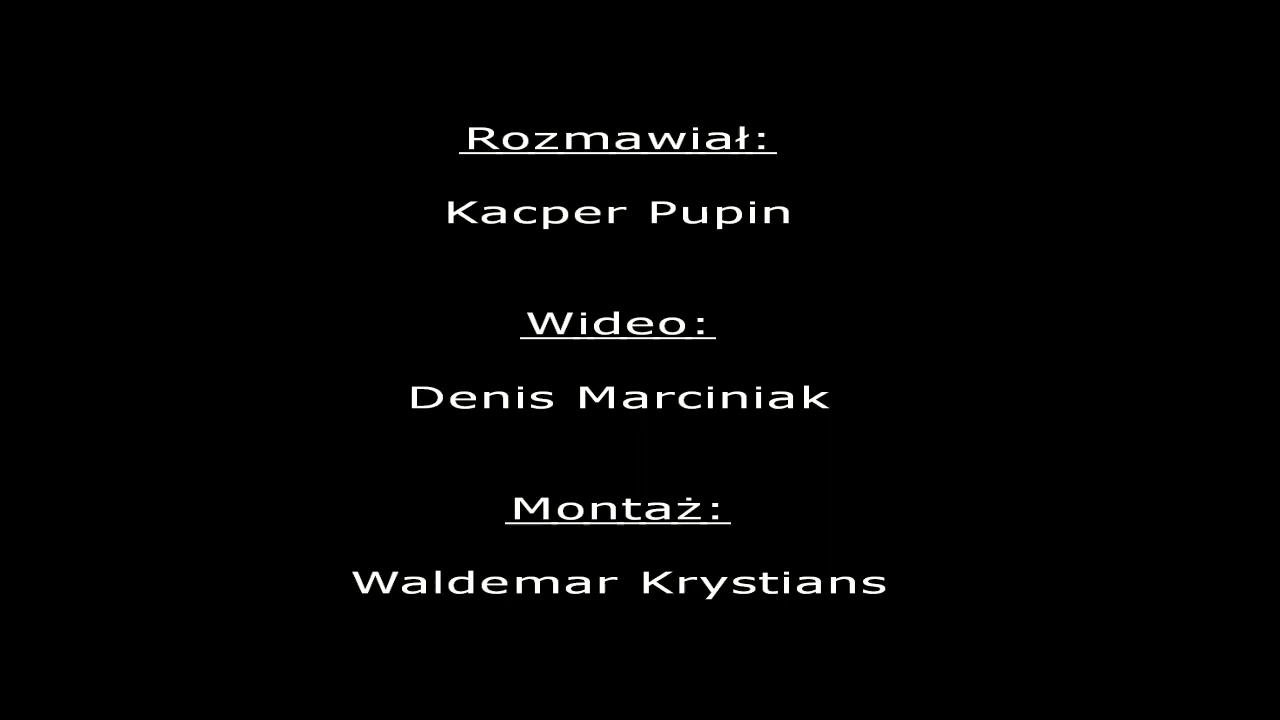 Rozmawiał:
Kacper Pupin
Wideo:
Denis Marciniak
Montaż:
Waldemar Krystians